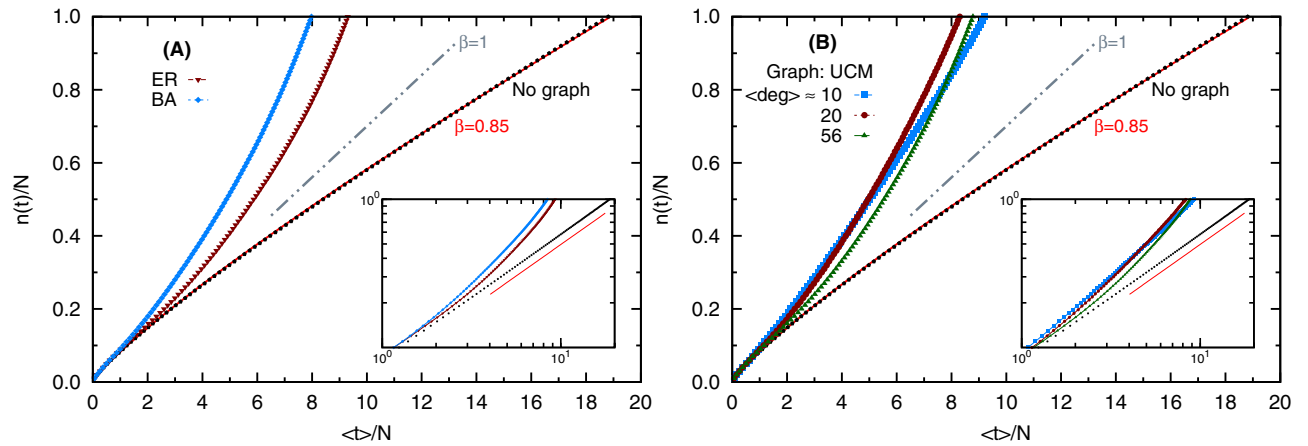 1.0
0.8
0.6
0.4
0.2
0.0
n(t)/N
(A)
ER
BA
β=1
No graph
β=0.85
10^0
10^0
10^1
0 2 4 6 8 10 12 14 16 18 20
<t>/N
1.0
0.8
0.6
0.4
0.2
0.0
n(t)/N
(B)
Graph: UCM
<deg> ≈ 10
20
56
β=1
No graph
β=0.85
10^0
10^0
10^1
0 2 4 6 8 10 12 14 16 18 20
<t>/N